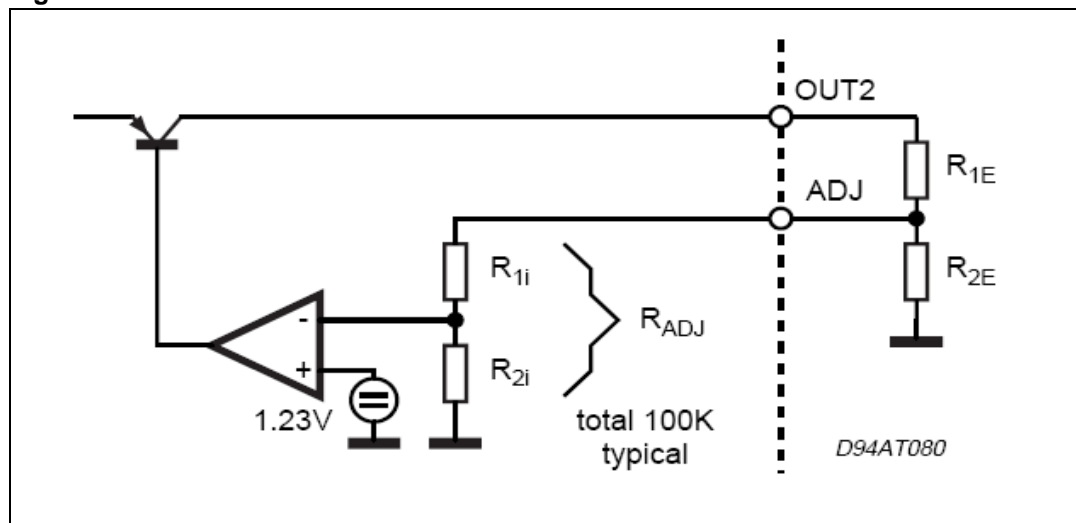 OUT2
R1E
ADJ
R2E
R1i
-
RADJ
R2i
+
1.23V
total 100K
typical
D94AT080